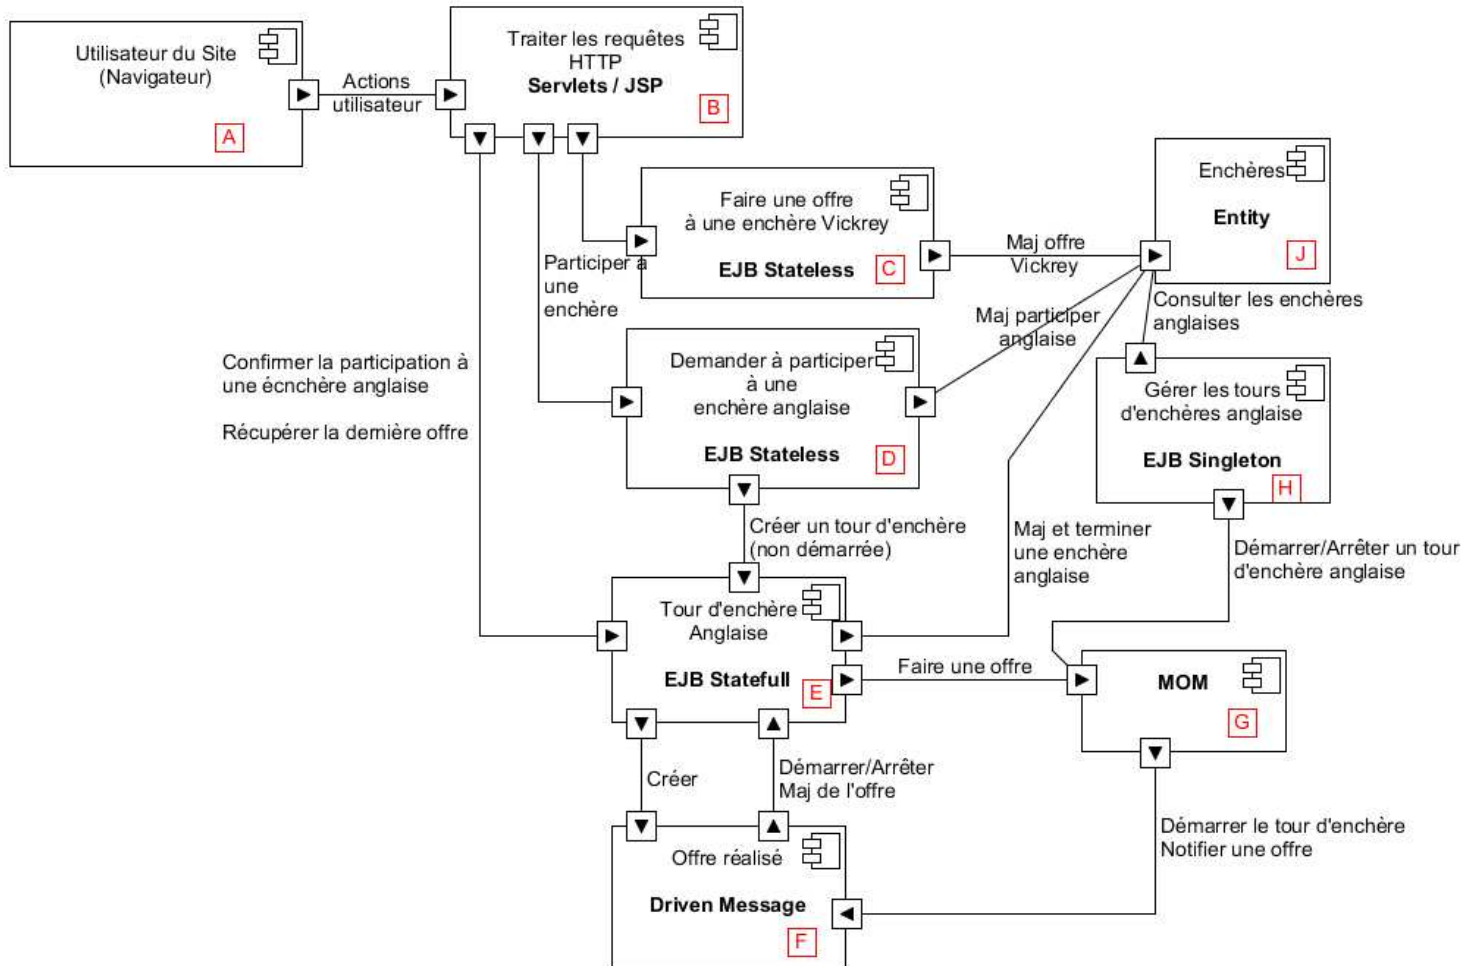 Utilisateur du Site
(Navigateur)
A
Actions
utilisateur
Traiter les requêtes
HTTP
Servlets / JSP
B
Faire une offre
à une enchère Vickrey
EJB Stateless
C
Maj offre
Vickrey
Enchères
Entity
J
Participer à
une
enchère
Maj participer
anglaise
Consulter les enchères
anglaises
Confirmer la participation à
une écnchère anglaise
Récupérer la dernière offre
Demander à participer
à une
enchère anglaise
EJB Stateless
D
Gérer les tours
d'enchères anglaise
EJB Singleton
H
Créer un tour d'enchère
(non démarrée)
Maj et terminer
une enchère
anglaise
Démarrer/Arrêter un tour
d'enchère anglaise
Tour d'enchère
Anglaise
EJB Statefull
E
Faire une offre
MOM
G
Créer
Démarrer/Arrêter
Maj de l'offre
Démarrer le tour d'enchère
Notifier une offre
Offre réalisé
Driven Message
F